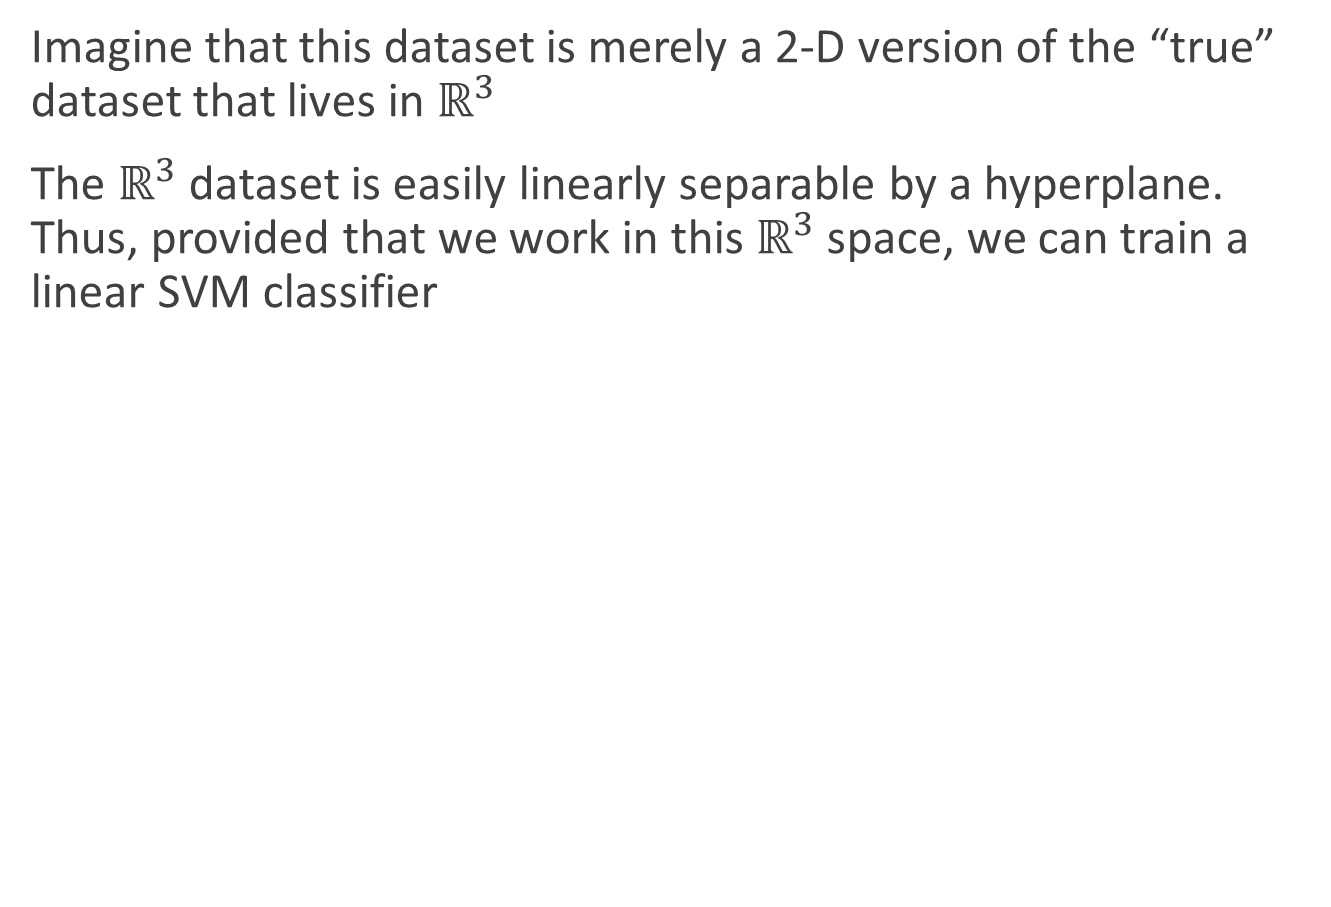 Imagine that this dataset is merely a 2-D version of the “true”
dataset that lives in ℝ³
The ℝ³ dataset is easily linearly separable by a hyperplane.
Thus, provided that we work in this ℝ³ space, we can train a
linear SVM classifier